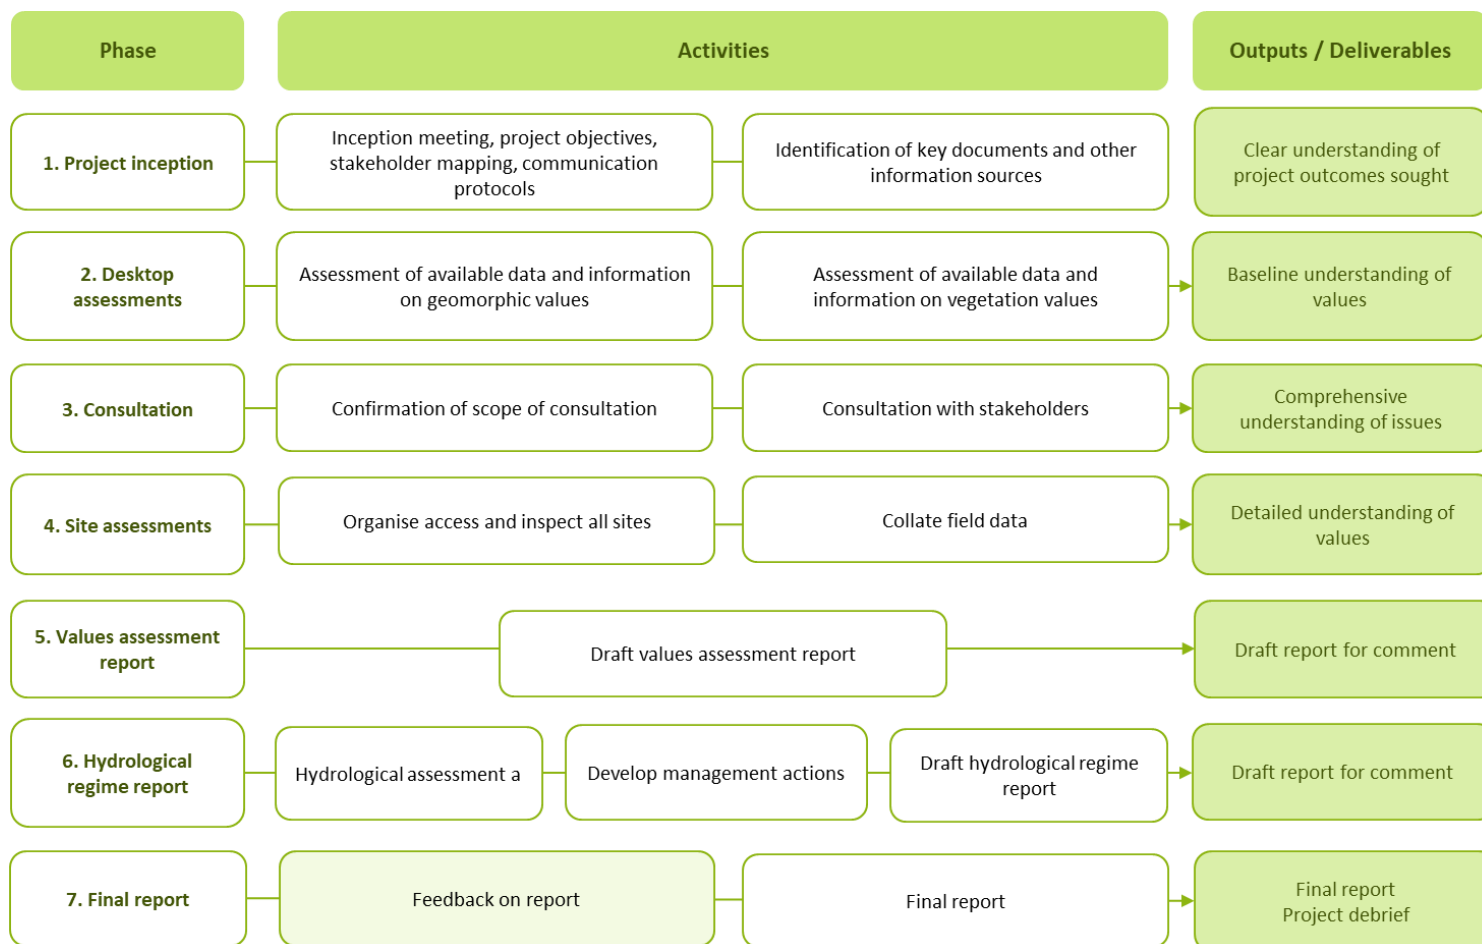 Phase
Activities
Outputs / Deliverables
1. Project inception
Inception meeting, project objectives,
stakeholder mapping, communication
protocols
Identification of key documents and other
information sources
Clear understanding of
project outcomes sought
2. Desktop
assessments
Assessment of available data and information
on geomorphic values
Assessment of available data and
information on vegetation values
Baseline understanding of
values
3. Consultation
Confirmation of scope of consultation
Consultation with stakeholders
Comprehensive
understanding of issues
4. Site assessments
Organise access and inspect all sites
Collate field data
Detailed understanding of
values
5. Values assessment
report
Draft values assessment report
Draft report for comment
6. Hydrological
regime report
Hydrological assessment a
Develop management actions
Draft hydrological regime
report
Draft report for comment
7. Final report
Feedback on report
Final report
Final report
Project debrief